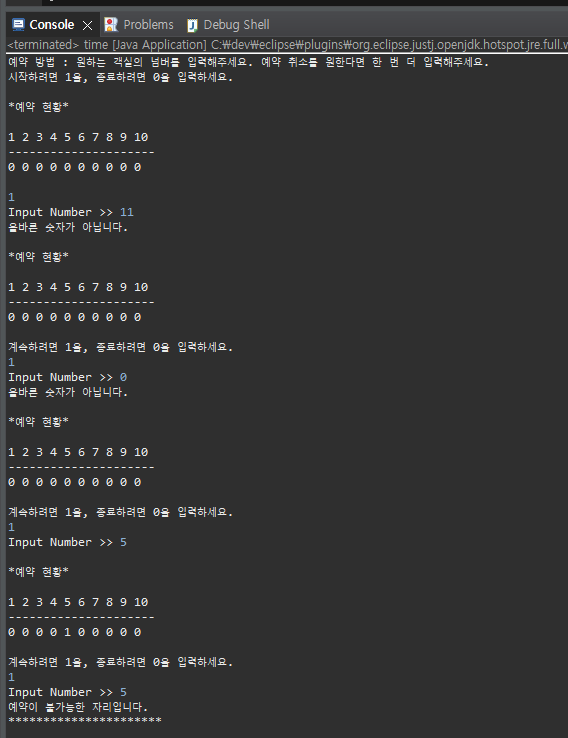 Console Problems Debug Shell
<terminated> time [Java Application] C:₩dev₩eclipse₩plugins₩org.eclipse.justj.openjdk.hotspot.jre.full.w
예약 방법 : 원하는 객실의 넘버를 입력해주세요. 예약 취소를 원한다면 한 번 더 입력해주세요.
시작하려면 1을, 종료하려면 0을 입력하세요.
*예약 현황*
1 2 3 4 5 6 7 8 9 10
---------------------
0 0 0 0 0 0 0 0 0 0
1
Input Number >> 11
올바른 숫자가 아닙니다.
*예약 현황*
1 2 3 4 5 6 7 8 9 10
---------------------
0 0 0 0 0 0 0 0 0 0
계속하려면 1을, 종료하려면 0을 입력하세요.
1
Input Number >> 0
올바른 숫자가 아닙니다.
*예약 현황*
1 2 3 4 5 6 7 8 9 10
---------------------
0 0 0 0 0 0 0 0 0 0
계속하려면 1을, 종료하려면 0을 입력하세요.
1
Input Number >> 5
*예약 현황*
1 2 3 4 5 6 7 8 9 10
---------------------
0 0 0 0 1 0 0 0 0 0
계속하려면 1을, 종료하려면 0을 입력하세요.
1
Input Number >> 5
예약이 불가능한 자리입니다.
**********************